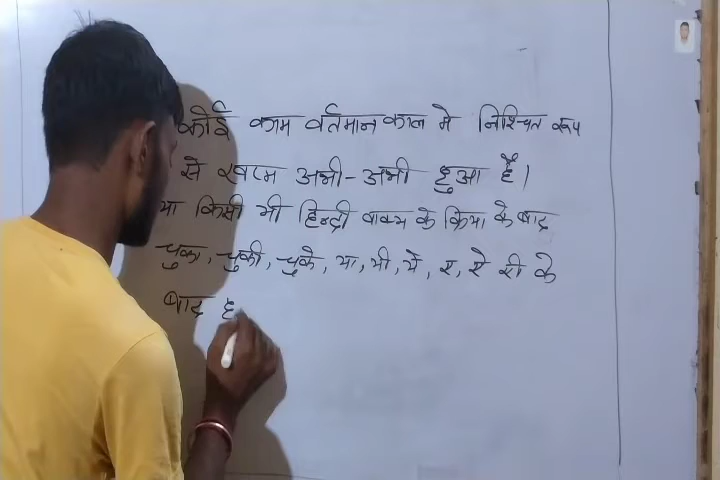 कोई काम वर्तमान काल मे निश्चित रूप
से खत्म अभी-अभी हुआ है।
या किसी भी हिन्दी वाक्य के क्रिया के बाद
चुका, चुकी, चुके, या, यी, ये, ए, ऐ री के
बाद ह